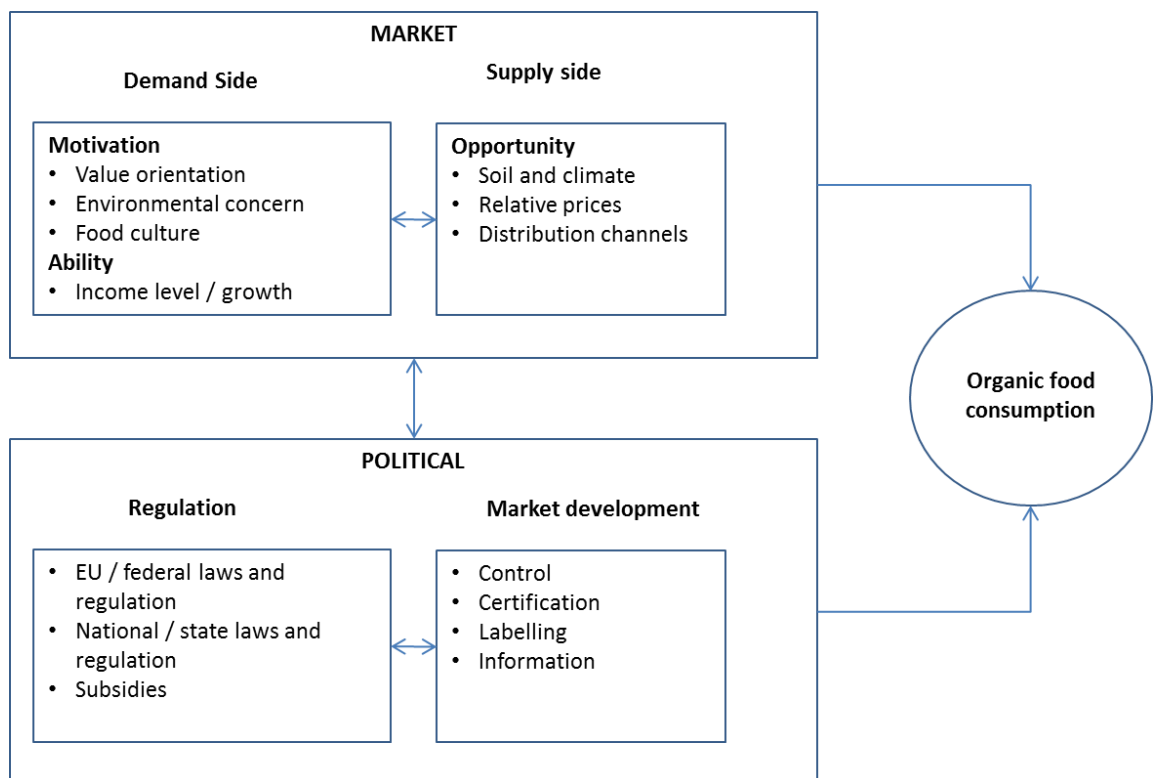 MARKET
Demand Side
Supply side
Motivation
• Value orientation
• Environmental concern
• Food culture
Ability
• Income level / growth
Opportunity
• Soil and climate
• Relative prices
• Distribution channels
Organic food
consumption
POLITICAL
Regulation
Market development
• EU / federal laws and
regulation
• National / state laws and
regulation
• Subsidies
• Control
• Certification
• Labelling
• Information